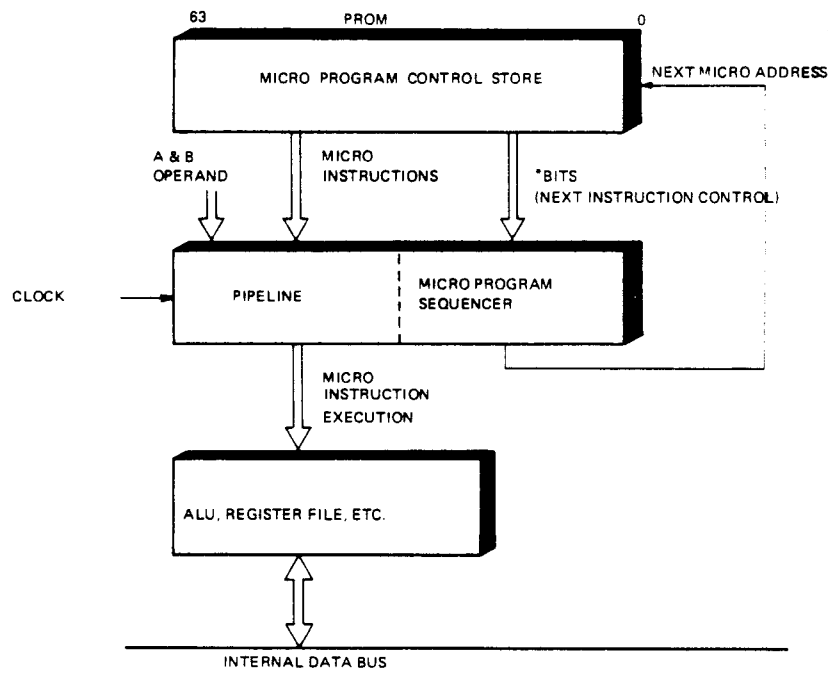 63 PROM 0
MICRO PROGRAM CONTROL STORE
NEXT MICRO ADDRESS
A & B
OPERAND
MICRO
INSTRUCTIONS
*BITS
(NEXT INSTRUCTION CONTROL)
CLOCK
PIPELINE
MICRO PROGRAM
SEQUENCER
MICRO
INSTRUCTION
EXECUTION
ALU, REGISTER FILE, ETC.
INTERNAL DATA BUS